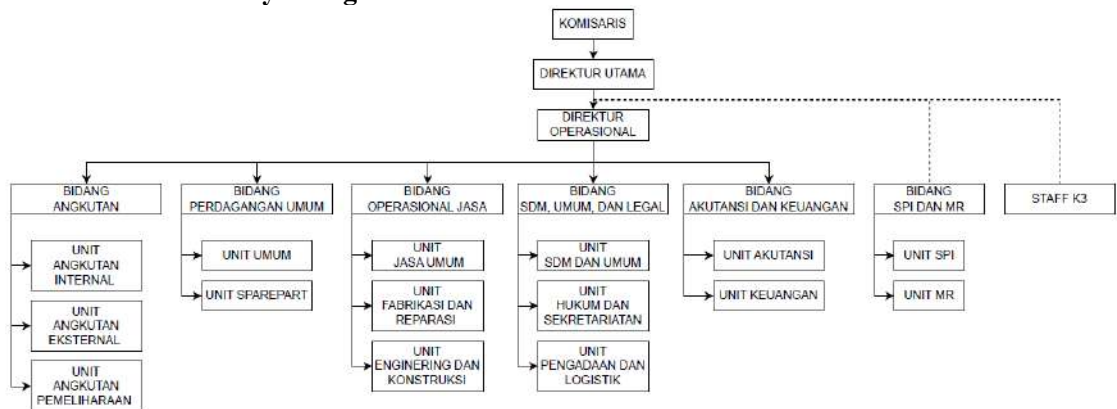 KOMISARIS
DIREKTUR UTAMA
DIREKTUR
OPERASIONAL
BIDANG
ANGKUTAN
BIDANG
PERDAGANGAN UMUM
BIDANG
OPERASIONAL JASA
BIDANG
SDM, UMUM, DAN LEGAL
BIDANG
AKUTANSI DAN KEUANGAN
BIDANG
SPI DAN MR
STAFF K3
UNIT
ANGKUTAN
INTERNAL
UNIT
ANGKUTAN
EKSTERNAL
UNIT
ANGKUTAN
PEMELIHARAAN
UNIT UMUM
UNIT SPAREPART
UNIT
JASA UMUM
UNIT
FABRIKASI DAN
REPARASI
UNIT
ENGINERING DAN
KONSTRUKSI
UNIT
SDM DAN UMUM
UNIT
HUKUM DAN
SEKRETARIATAN
UNIT
PENGADAAN DAN
LOGISTIK
UNIT AKUTANSI
UNIT KEUANGAN
UNIT SPI
UNIT MR